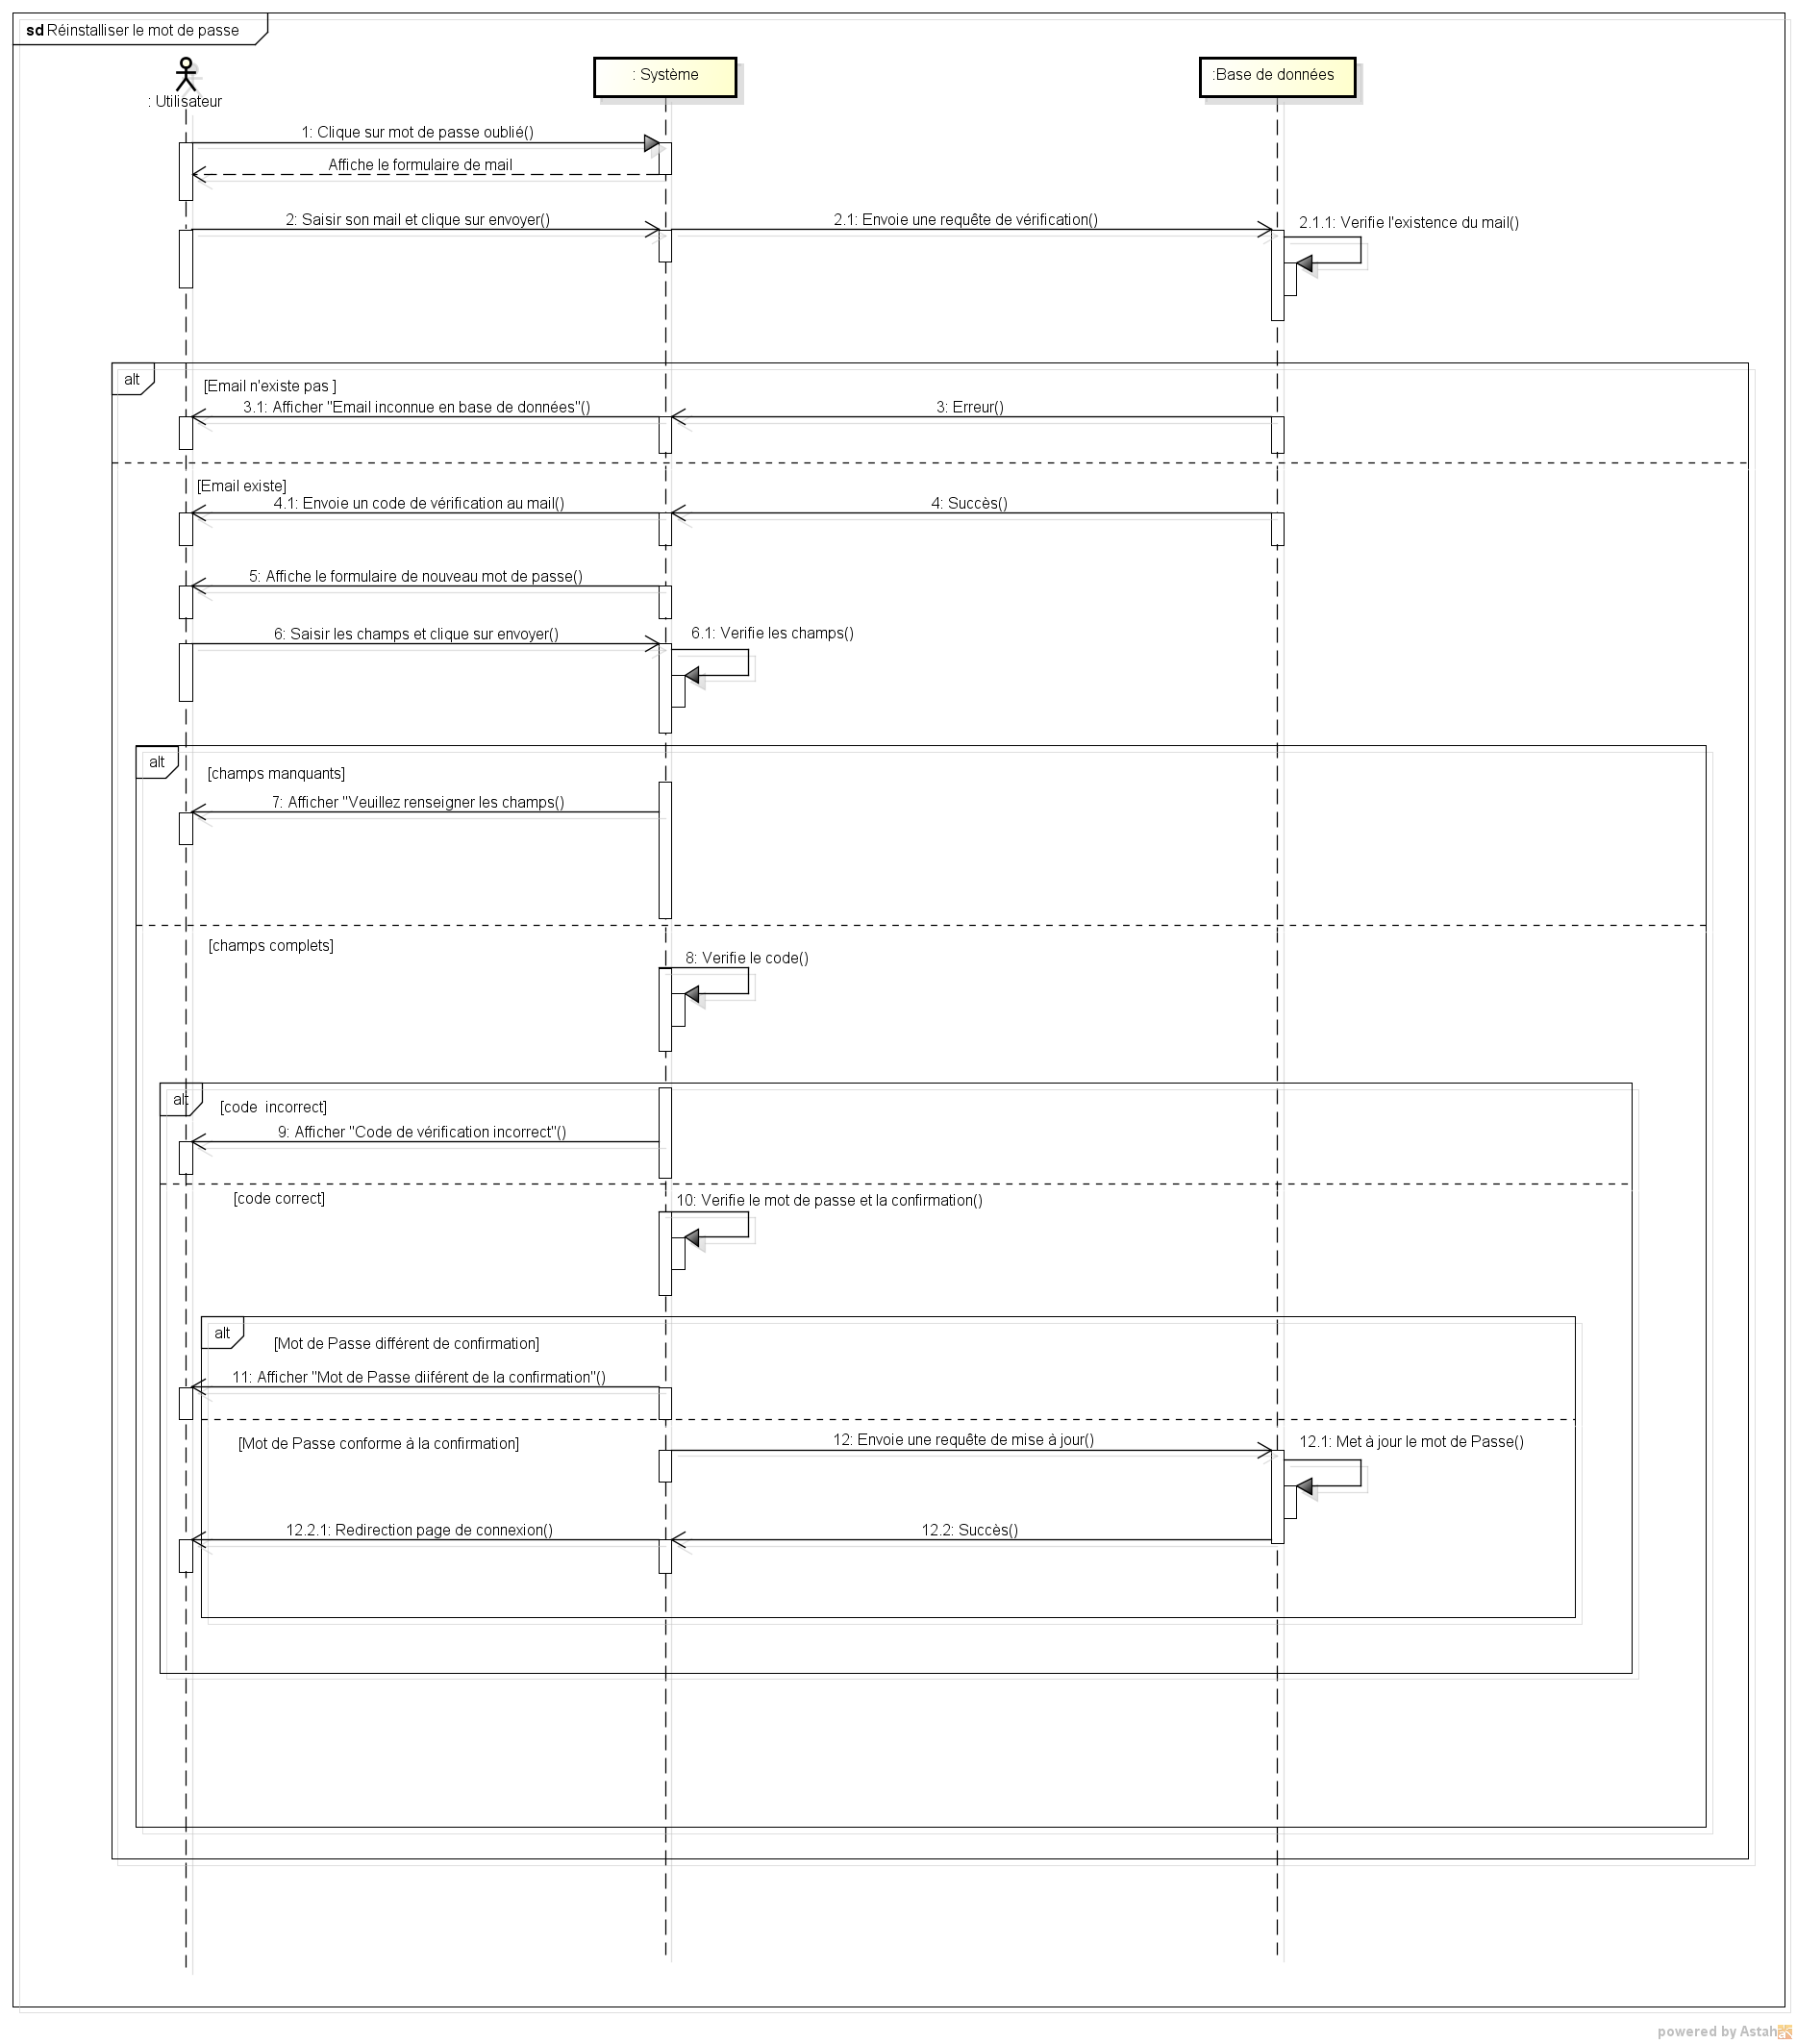 sd Réinstalliser le mot de passe
: Utilisateur
: Système
:Base de données
1: Clique sur mot de passe oublié()
Affiche le formulaire de mail
2: Saisir son mail et clique sur envoyer()
2.1: Envoie une requête de vérification()
2.1.1: Verifie l'existence du mail()
alt
[Email n'existe pas ]
3.1: Afficher "Email inconnue en base de données"()
3: Erreur()
[Email existe]
4.1: Envoie un code de vérification au mail()
4: Succès()
5: Affiche le formulaire de nouveau mot de passe()
6: Saisir les champs et clique sur envoyer()
6.1: Verifie les champs()
alt
[champs manquants]
7: Afficher "Veuillez renseigner les champs()
[champs complets]
8: Verifie le code()
alt
[code  incorrect]
9: Afficher "Code de vérification incorrect"()
[code correct]
10: Verifie le mot de passe et la confirmation()
alt
[Mot de Passe différent de confirmation]
11: Afficher "Mot de Passe diiférent de la confirmation"()
[Mot de Passe conforme à la confirmation]
12: Envoie une requête de mise à jour()
12.1: Met à jour le mot de Passe()
12.2.1: Redirection page de connexion()
12.2: Succès()
powered by Astah